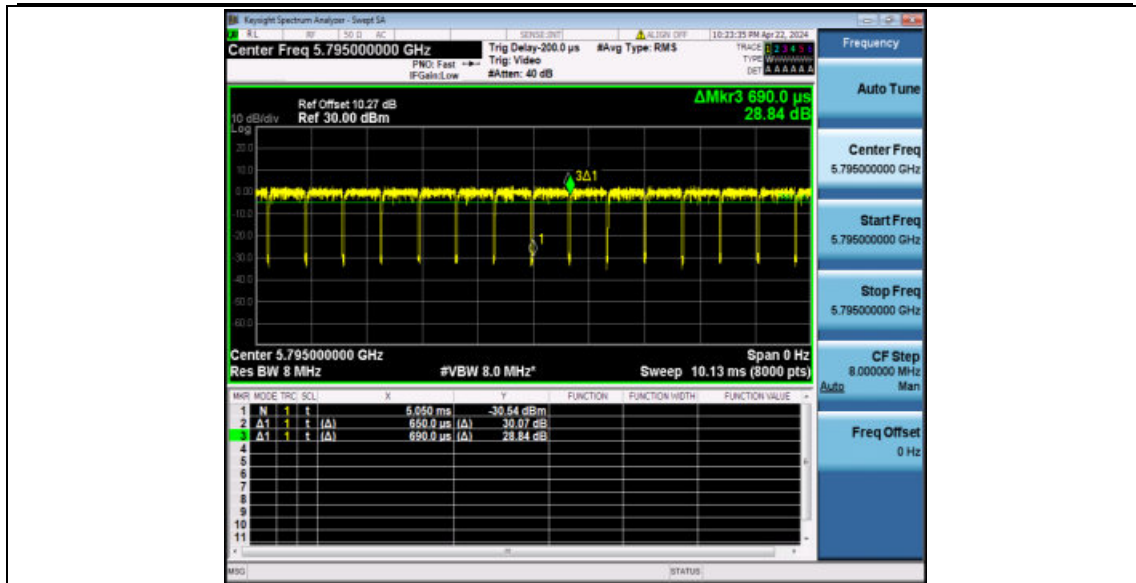 Keysight Spectrum Analyzer - Swept SA
RL RF 50 Ω AC SENSE:INT ALIGN OFF 10:23:35 PM Apr 22, 2024
Center Freq 5.795000000 GHz
PNO: Fast
IFGain:Low
Trig Delay-200.0 µs
Trig: Video
#Atten: 40 dB
#Avg Type: RMS
TRACE 1 2 3 4 5 6
TYPE
DET A A A A A A
Frequency
Auto Tune
Center Freq
5.795000000 GHz
Start Freq
5.795000000 GHz
Stop Freq
5.795000000 GHz
CF Step
8.000000 MHz
Auto Man
Freq Offset
0 Hz
ΔMkr3 690.0 µs
28.84 dB
Ref Offset 10.27 dB
10 dB/div Ref 30.00 dBm
Log
20.0
10.0
0.00
-10.0
-20.0
-30.0
-40.0
-50.0
-60.0
3Δ1
1
Center 5.795000000 GHz Span 0 Hz
Res BW 8 MHz #VBW 8.0 MHz* Sweep 10.13 ms (8000 pts)
MKR MODE TRC SCL X Y FUNCTION FUNCTION WIDTH FUNCTION VALUE
1 N 1 t 5.050 ms -30.54 dBm
2 Δ1 1 t (Δ) 650.0 µs (Δ) 30.07 dB
3 Δ1 1 t (Δ) 690.0 µs (Δ) 28.84 dB
4
5
6
7
8
9
10
11
MSG STATUS